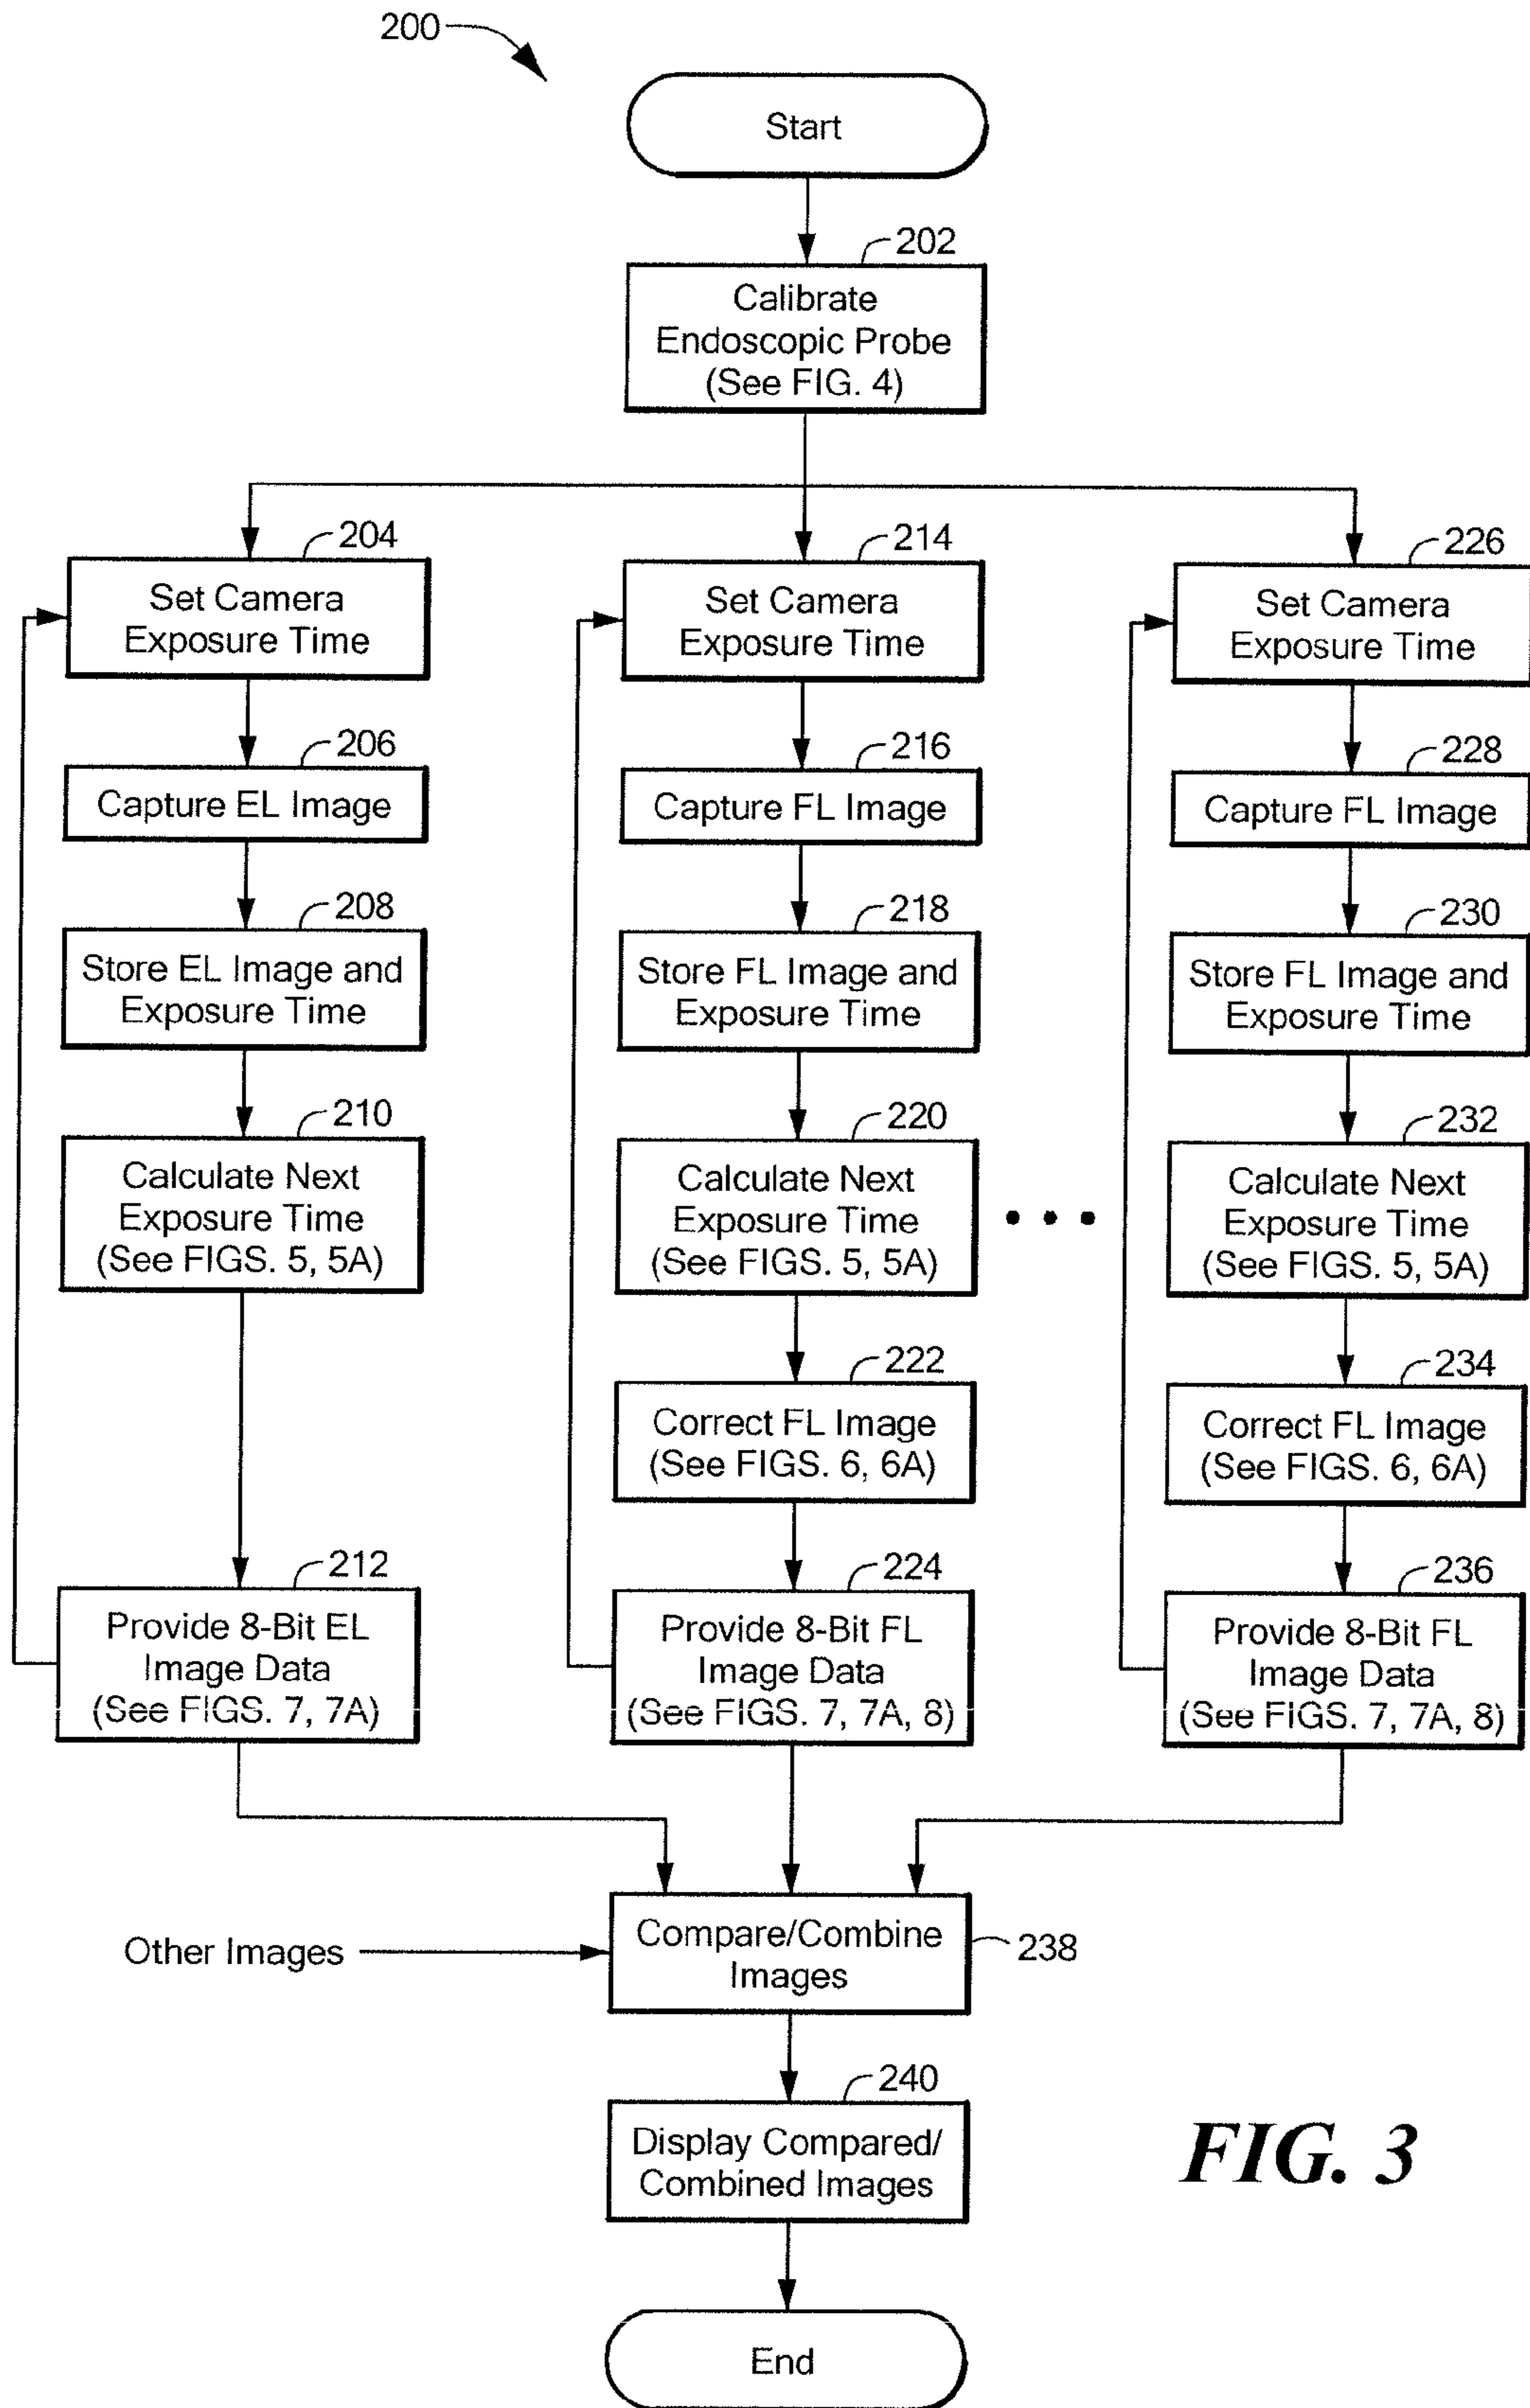 200
Start
202
Calibrate
Endoscopic Probe
(See FIG. 4)
204
Set Camera
Exposure Time
206
Capture EL Image
208
Store EL Image and
Exposure Time
210
Calculate Next
Exposure Time
(See FIGS. 5, 5A)
212
Provide 8-Bit EL
Image Data
(See FIGS. 7, 7A)
214
Set Camera
Exposure Time
216
Capture FL Image
218
Store FL Image and
Exposure Time
220
Calculate Next
Exposure Time
(See FIGS. 5, 5A)
222
Correct FL Image
(See FIGS. 6, 6A)
224
Provide 8-Bit FL
Image Data
(See FIGS. 7, 7A, 8)
• • •
226
Set Camera
Exposure Time
228
Capture FL Image
230
Store FL Image and
Exposure Time
232
Calculate Next
Exposure Time
(See FIGS. 5, 5A)
234
Correct FL Image
(See FIGS. 6, 6A)
236
Provide 8-Bit FL
Image Data
(See FIGS. 7, 7A, 8)
Other Images
Compare/Combine
Images
238
240
Display Compared/
Combined Images
End
FIG. 3